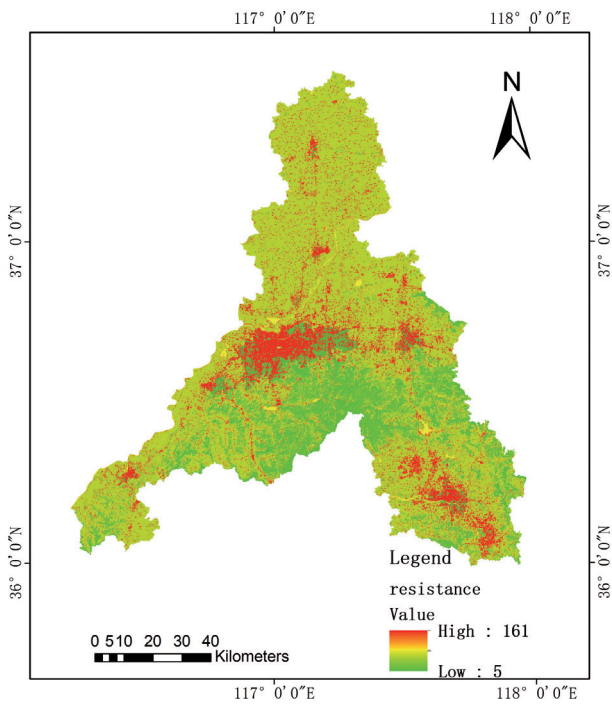 117° 0′0″E 118° 0′0″E
N
37° 0′0″N 37° 0′0″N
36° 0′0″N 36° 0′0″N
Legend
resistance
Value
High : 161
Low : 5
0 5 10 20 30 40
Kilometers
117° 0′0″E 118° 0′0″E